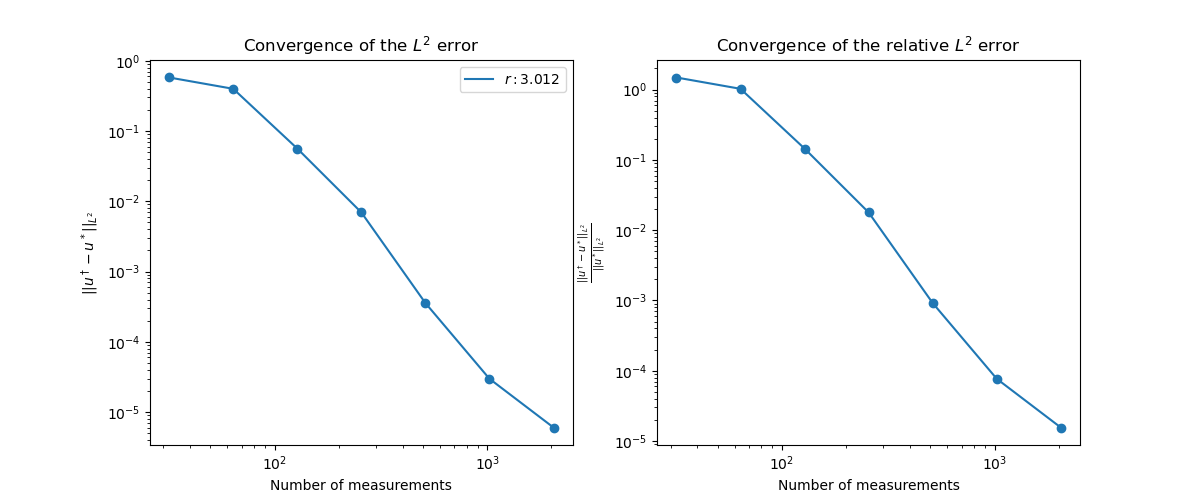 Convergence of the $L^2$ error
$||u^\dagger - u^*||_{L^2}$
$10^0$
$10^{-1}$
$10^{-2}$
$10^{-3}$
$10^{-4}$
$10^{-5}$
$r: 3.012$
$10^2$ $10^3$
Number of measurements
Convergence of the relative $L^2$ error
$\frac{||u^\dagger - u^*||_{L^2}}{||u^*||_{L^2}}$
$10^0$
$10^{-1}$
$10^{-2}$
$10^{-3}$
$10^{-4}$
$10^{-5}$
$10^2$ $10^3$
Number of measurements